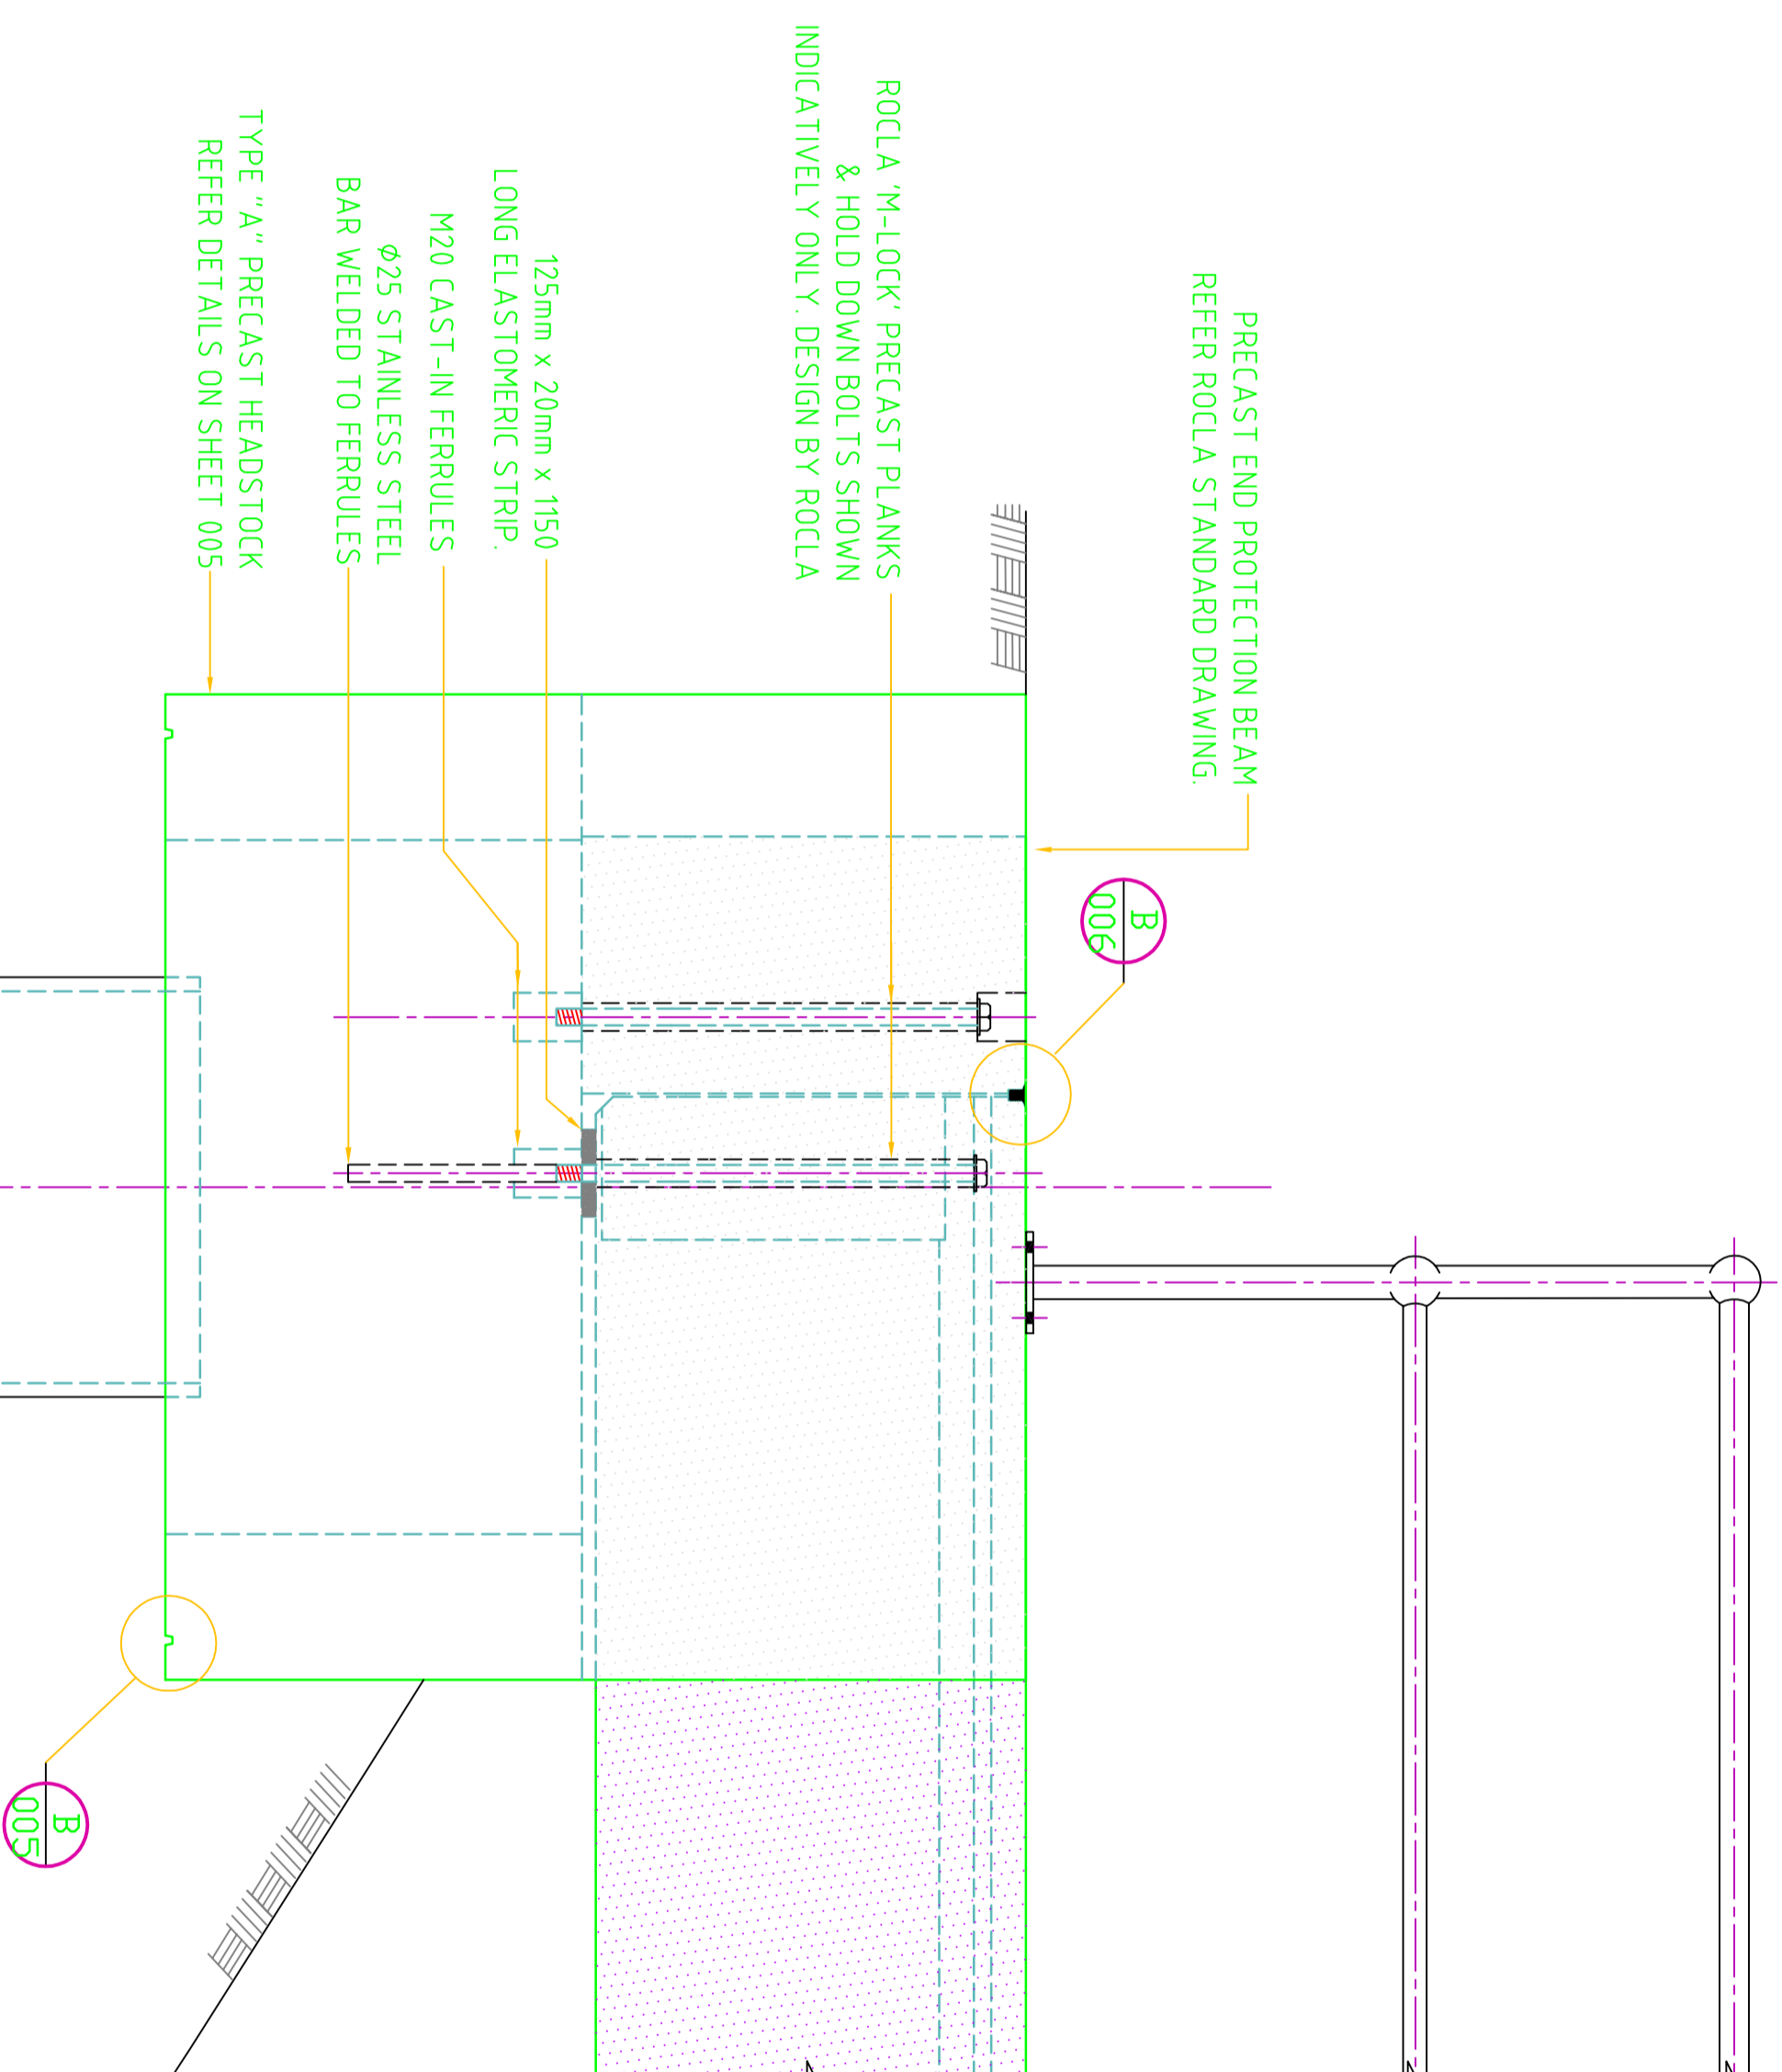 PRECAST END PROTECTION BEAM
REFER ROCLA STANDARD DRAWING.
B
006
ROCLA 'M-LOCK' PRECAST PLANKS
& HOLD DOWN BOLTS SHOWN
INDICATIVELY ONLY. DESIGN BY ROCLA
125mm x 20mm x 1150
LONG ELASTOMERIC STRIP.
M20 CAST-IN FERRULES
Ø25 STAINLESS STEEL
BAR WELDED TO FERRULES
TYPE "A" PRECAST HEADSTOCK
REFER DETAILS ON SHEET 005
B
005